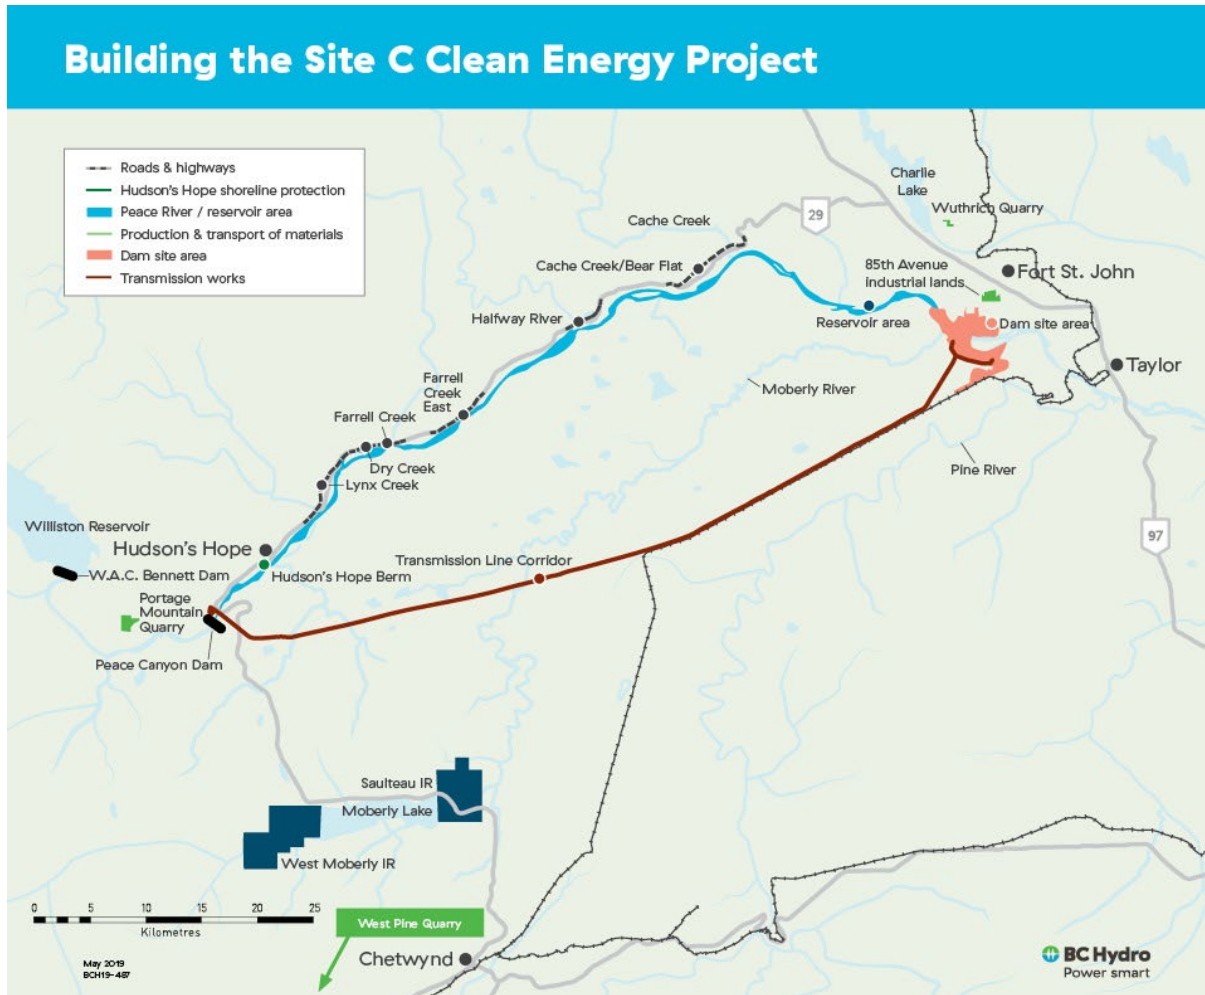 Building the Site C Clean Energy Project
Roads & highways
Hudson's Hope shoreline protection
Peace River / reservoir area
Production & transport of materials
Dam site area
Transmission works
Charlie
Lake
Wuthrich Quarry
29
Cache Creek
Cache Creek/Bear Flat
85th Avenue
industrial lands
Fort St. John
Halfway River
Reservoir area
Dam site area
Taylor
Farrell
Creek
East
Moberly River
Farrell Creek
Dry Creek
Lynx Creek
Pine River
Williston Reservoir
Hudson's Hope
97
W.A.C. Bennett Dam
Hudson's Hope Berm
Transmission Line Corridor
Portage
Mountain
Quarry
Peace Canyon Dam
Saulteau IR
Moberly Lake
West Moberly IR
0 5 10 15 20 25
Kilometres
West Pine Quarry
Chetwynd
May 2019
BCH19-487
BC Hydro
Power smart